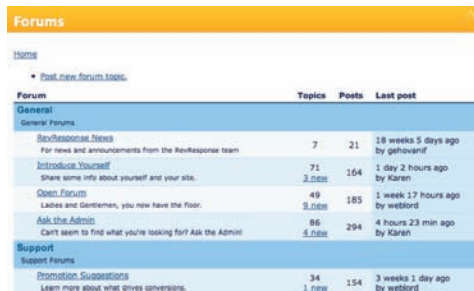 Forums
Home
Post new forum topic.
Forum Topics Posts Last post
General
General Forums
RevResponse News
For news and announcements from the RevResponse team
7 21 18 weeks 5 days ago
by gehovanif
Introduce Yourself
Share some info about yourself and your site.
71
3 new
164 1 day 2 hours ago
by Karen
Open Forum
Ladies and Gentlemen, you now have the floor.
49
9 new
185 1 week 17 hours ago
by weblord
Ask the Admin
Can't seem to find what you're looking for? Ask the Admin!
86
4 new
294 4 hours 23 min ago
by Karen
Support
Support Forums
Promotion Suggestions
Learn more about what drives conversions.
34
1 new
154 3 weeks 1 day ago
by weblord